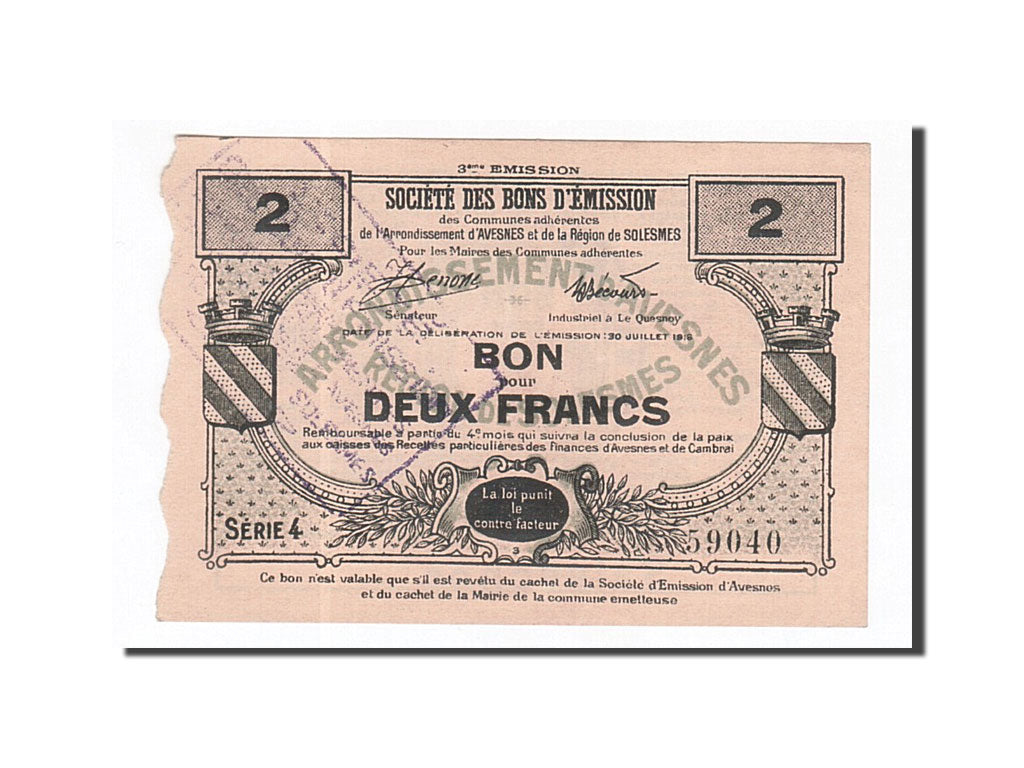 3ème EMISSION
2
SOCIÉTÉ DES BONS D'ÉMISSION
2
des Communes adhérentes
de l'Arrondissement d'AVESNES et de la Région de SOLESMES
Pour les Maires des Communes adhérentes
ARRONDISSEMENT D'AVESNES
-36-
Sénateur
Industriel à Le Quesnoy
DATE DE LA DÉLIBÉRATION DE L'ÉMISSION: 30 JUILLET 1916
BON
pour
DEUX FRANCS
SOLESMES
Remboursable à partir du 4e mois qui suivra la conclusion de la paix
aux caisses des Recettes particulières des finances d'Avesnes et de Cambrai
La loi punit
le
contrefacteur
SÉRIE 4
3
59040
Ce bon n'est valable que s'il est revêtu du cachet de la Société d'Emission d'Avesnes
et du cachet de la Mairie de la commune emetteuse